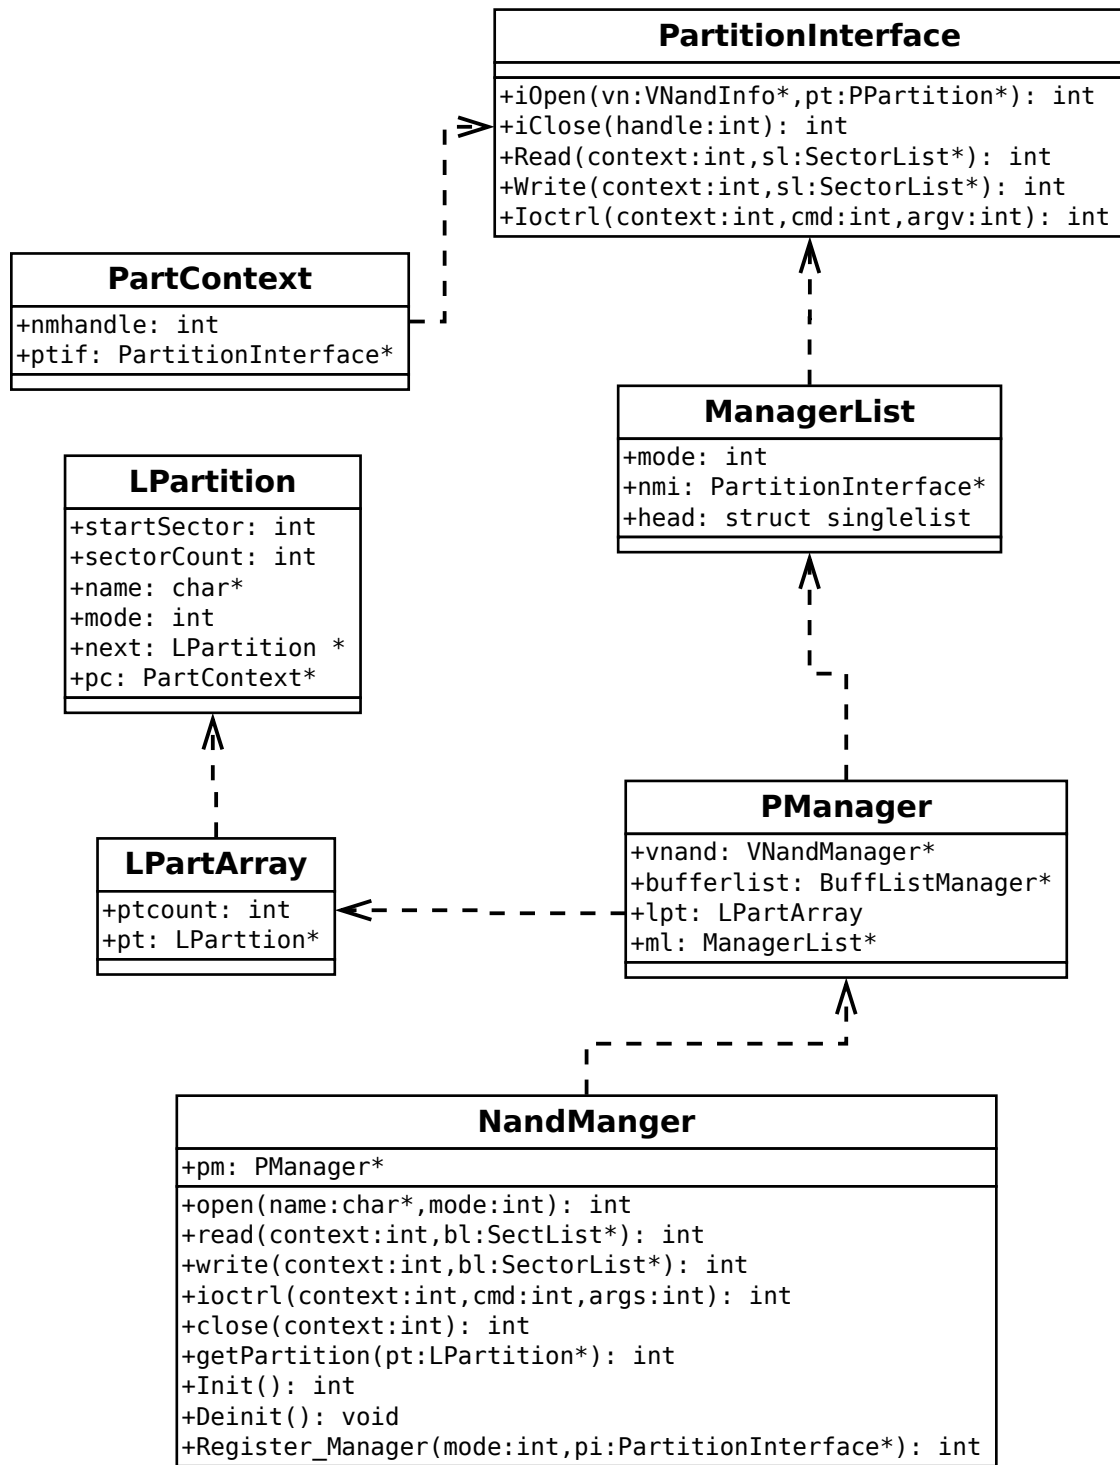 PartitionInterface
+iOpen(vn:VNandInfo*,pt:PPartition*): int
+iClose(handle:int): int
+Read(context:int,sl:SectorList*): int
+Write(context:int,sl:SectorList*): int
+Ioctrl(context:int,cmd:int,argv:int): int
PartContext
+nmhandle: int
+ptif: PartitionInterface*
ManagerList
+mode: int
+nmi: PartitionInterface*
+head: struct singlelist
LPartition
+startSector: int
+sectorCount: int
+name: char*
+mode: int
+next: LPartition *
+pc: PartContext*
PManager
+vnand: VNandManager*
+bufferlist: BuffListManager*
+lpt: LPartArray
+ml: ManagerList*
LPartArray
+ptcount: int
+pt: LParttion*
NandManger
+pm: PManager*
+open(name:char*,mode:int): int
+read(context:int,bl:SectList*): int
+write(context:int,bl:SectorList*): int
+ioctrl(context:int,cmd:int,args:int): int
+close(context:int): int
+getPartition(pt:LPartition*): int
+Init(): int
+Deinit(): void
+Register_Manager(mode:int,pi:PartitionInterface*): int